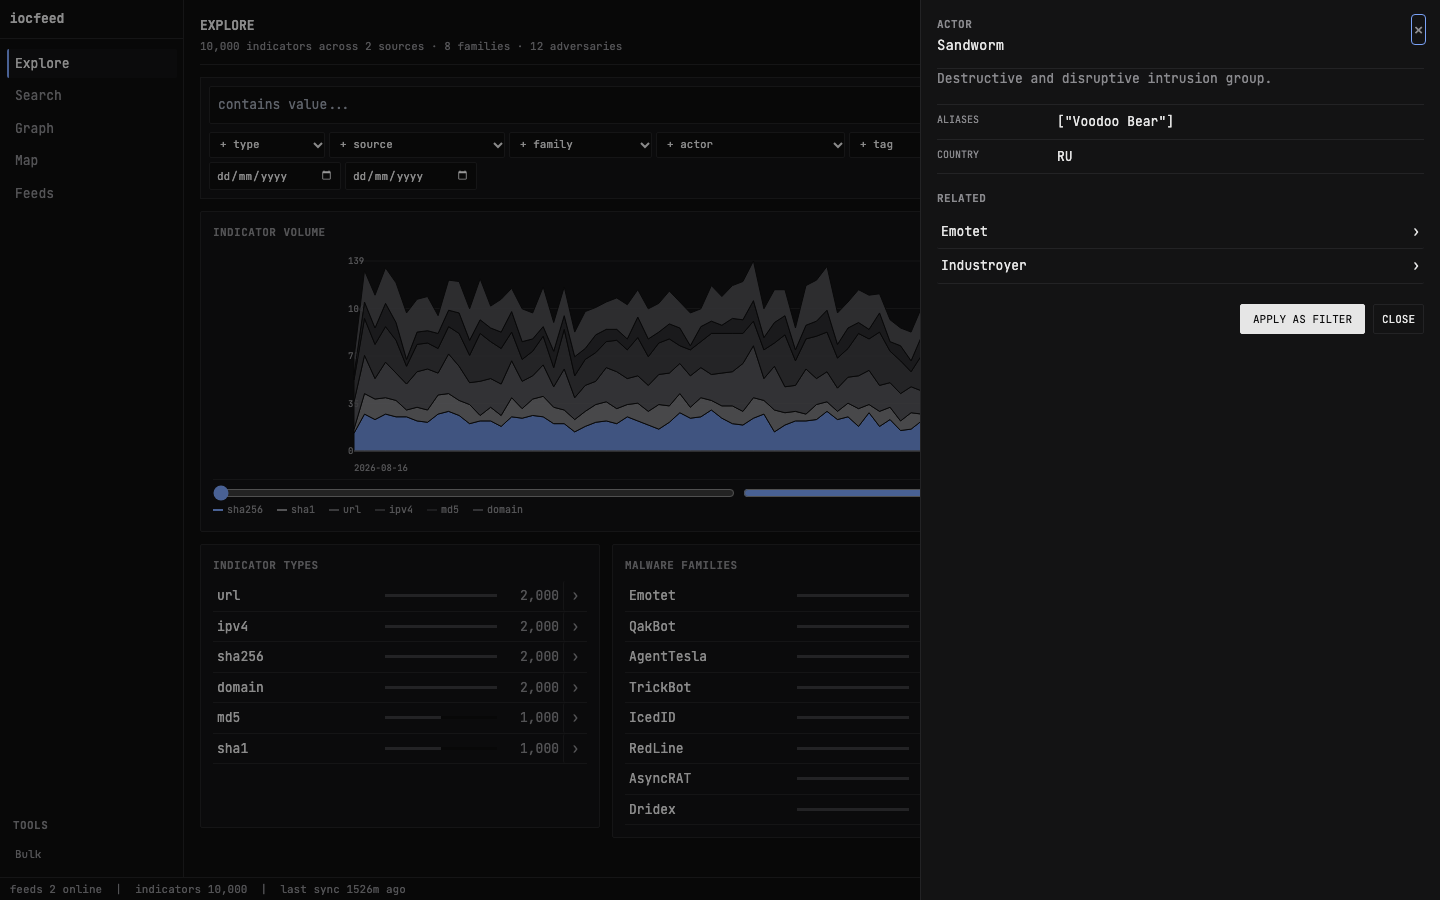 iocfeed
Explore
Search
Graph
Map
Feeds
TOOLS
Bulk
EXPLORE
10,000 indicators across 2 sources · 8 families · 12 adversaries
contains value...
+ type
+ source
+ family
+ actor
+ tag
dd/mm/yyyy
dd/mm/yyyy
INDICATOR VOLUME
139
10
7
3
0
2026-08-16
sha256
sha1
url
ipv4
md5
domain
INDICATOR TYPES
url 2,000 ›
ipv4 2,000 ›
sha256 2,000 ›
domain 2,000 ›
md5 1,000 ›
sha1 1,000 ›
MALWARE FAMILIES
Emotet
QakBot
AgentTesla
TrickBot
IcedID
RedLine
AsyncRAT
Dridex
feeds 2 online | indicators 10,000 | last sync 1526m ago
ACTOR
×
Sandworm
Destructive and disruptive intrusion group.
ALIASES ["Voodoo Bear"]
COUNTRY RU
RELATED
Emotet ›
Industroyer ›
APPLY AS FILTER
CLOSE